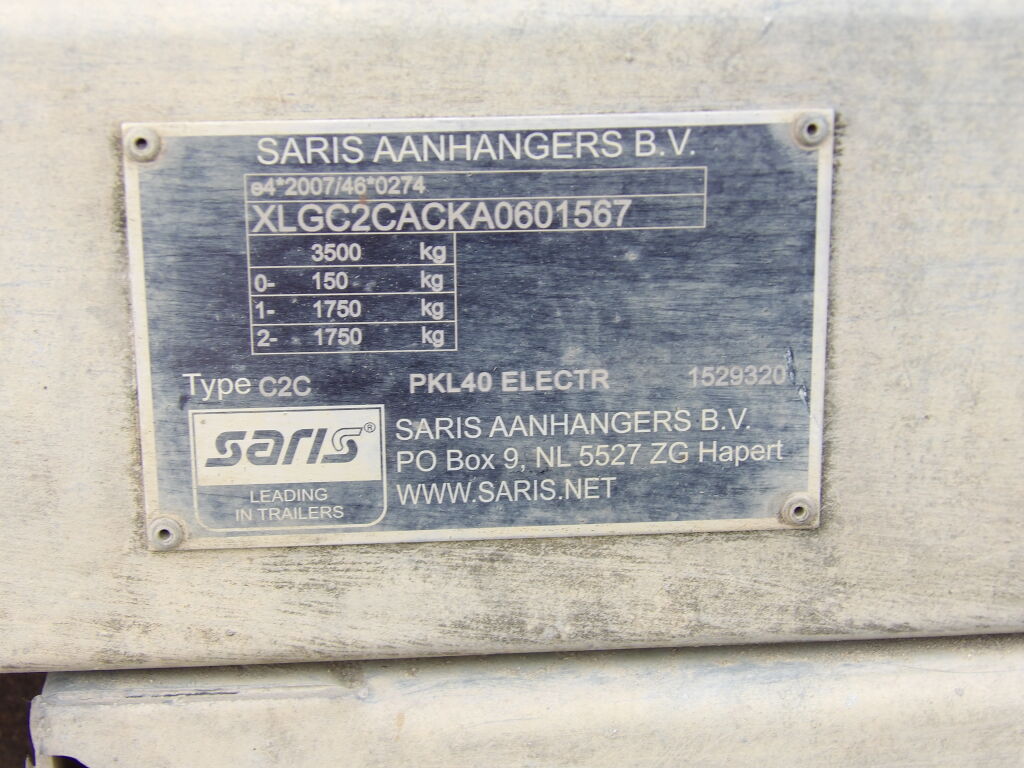 SARIS AANHANGERS B.V.
e4*2007/46*0274
XLGC2CACKA0601567
3500 kg
0- 150 kg
1- 1750 kg
2- 1750 kg
Type C2C PKL40 ELECTR 1529320
saris®
LEADING
IN TRAILERS
SARIS AANHANGERS B.V.
PO Box 9, NL 5527 ZG Hapert
WWW.SARIS.NET